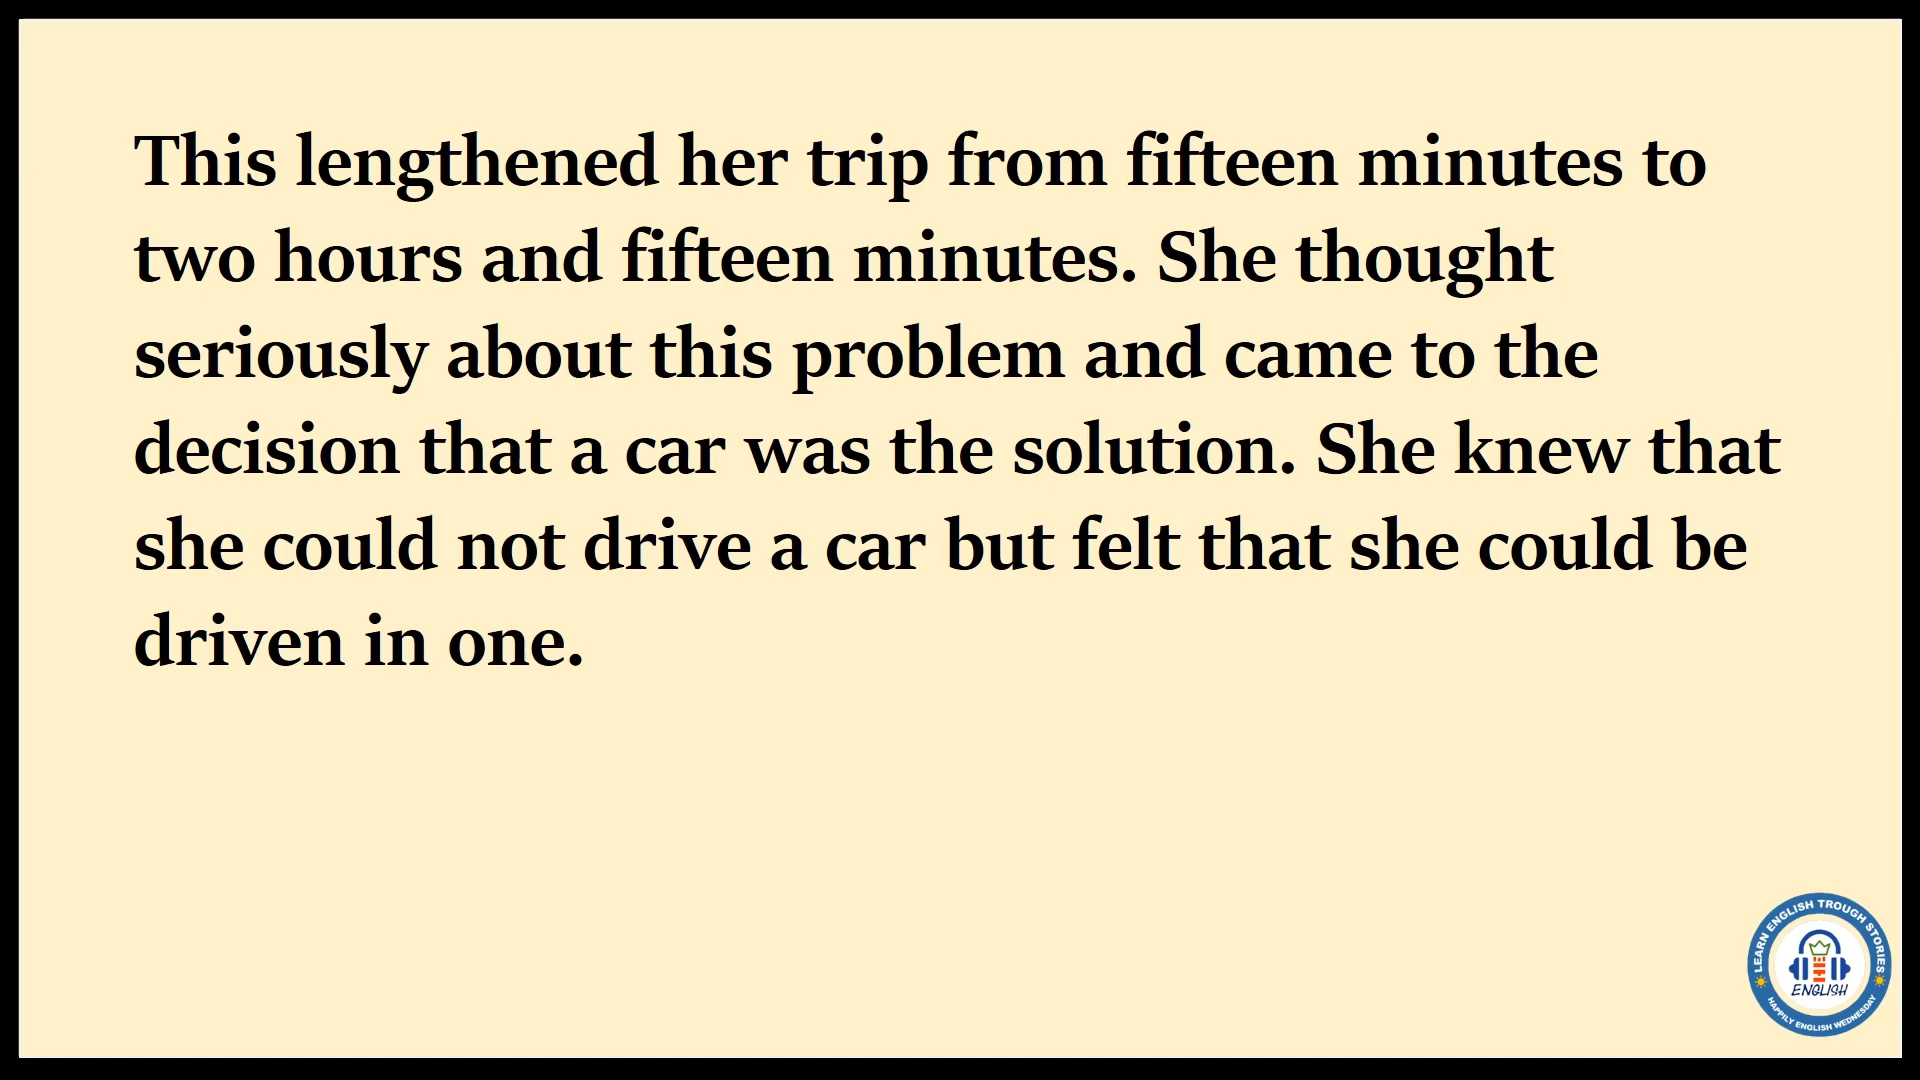 This lengthened her trip from fifteen minutes to
two hours and fifteen minutes. She thought
seriously about this problem and came to the
decision that a car was the solution. She knew that
she could not drive a car but felt that she could be
driven in one.
LEARN ENGLISH TROUGH STORIES
ENGLISH
HAPPILY ENGLISH WEDNESDAY